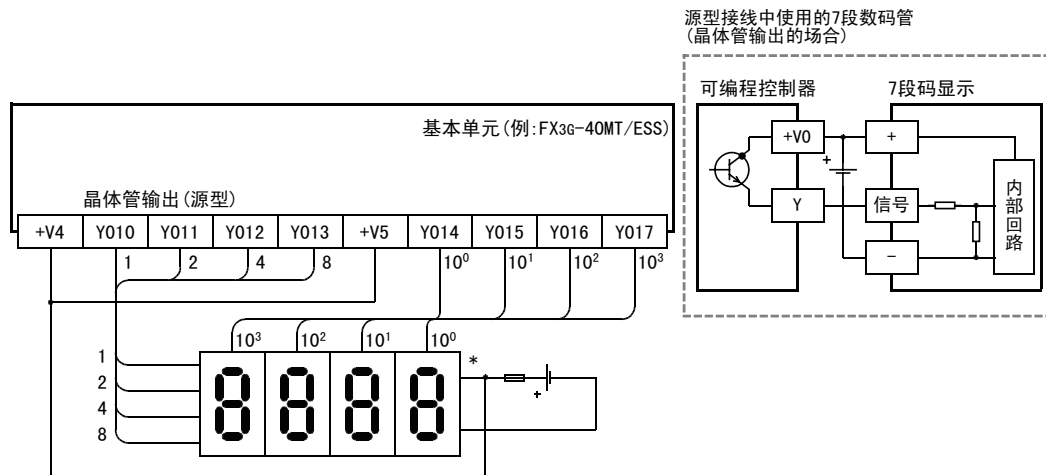 源型接线中使用的7段数码管
(晶体管输出的场合)
可编程控制器
7段码显示
+V0
+
Y
信号
-
内部回路
基本单元(例:FX3G-40MT/ESS)
晶体管输出(源型)
+V4 Y010 Y011 Y012 Y013 +V5 Y014 Y015 Y016 Y017
1 2 4 8 10⁰ 10¹ 10² 10³
10³ 10² 10¹ 10⁰
*
1
2
4
8
8 8 8 8
+
+